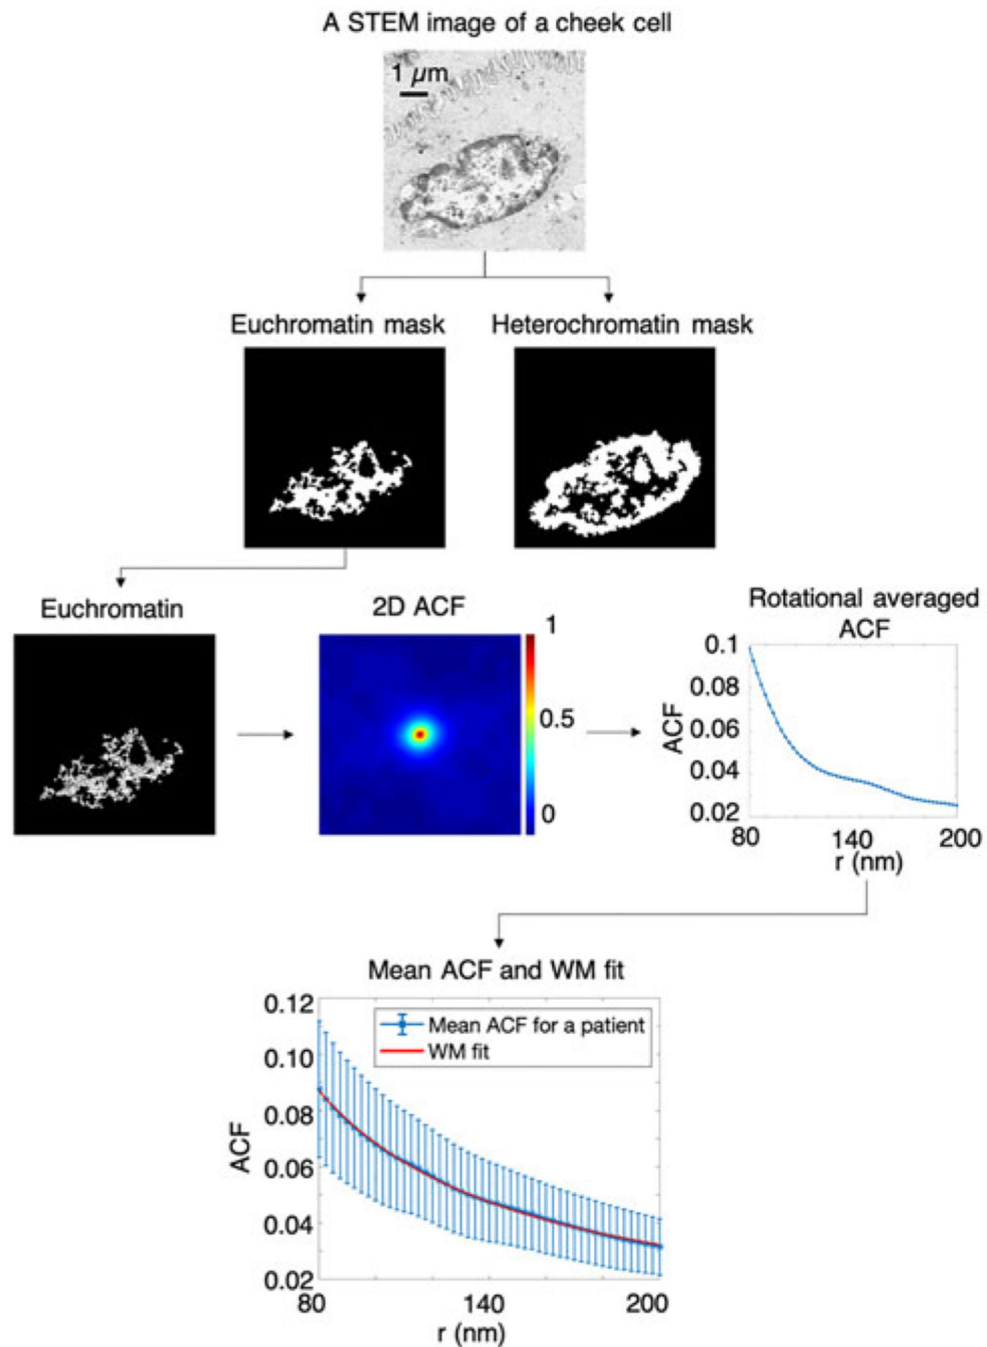 A STEM image of a cheek cell
1 µm
Euchromatin mask
Heterochromatin mask
Euchromatin
2D ACF
1
0.5
0
Rotational averaged
ACF
0.1
0.08
0.06
0.04
0.02
ACF
80
140
200
r (nm)
Mean ACF and WM fit
0.12
0.10
0.08
0.06
0.04
0.02
ACF
Mean ACF for a patient
WM fit
80
140
200
r (nm)